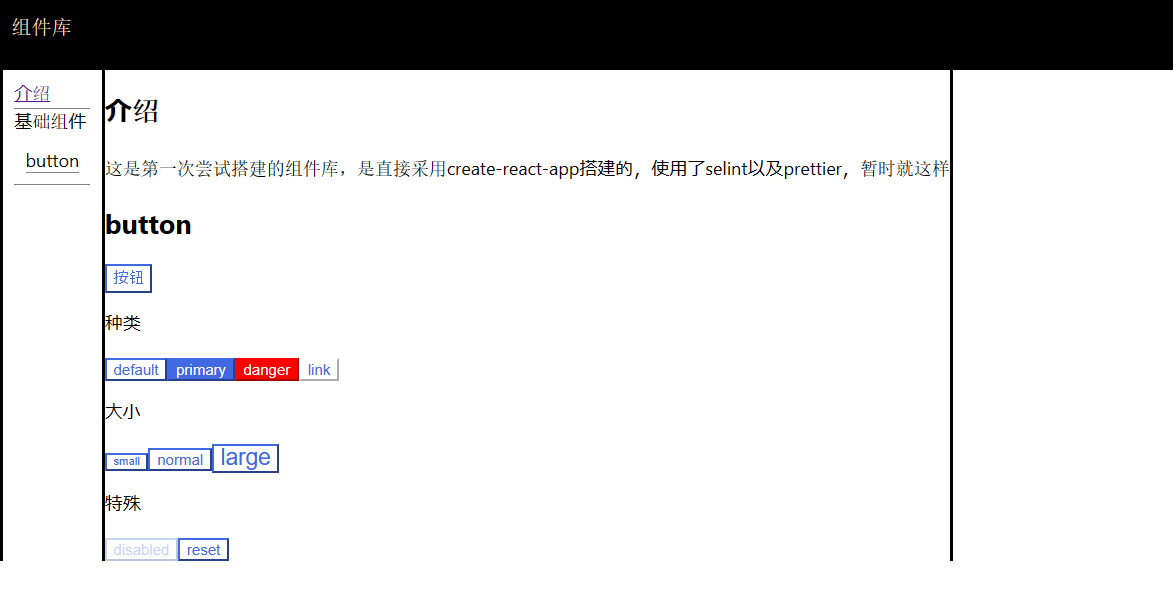 组件库
介绍
基础组件
button
介绍
这是第一次尝试搭建的组件库，是直接采用create-react-app搭建的，使用了selint以及prettier，暂时就这样
button
按钮
种类
default primary danger link
大小
small normal large
特殊
disabled reset